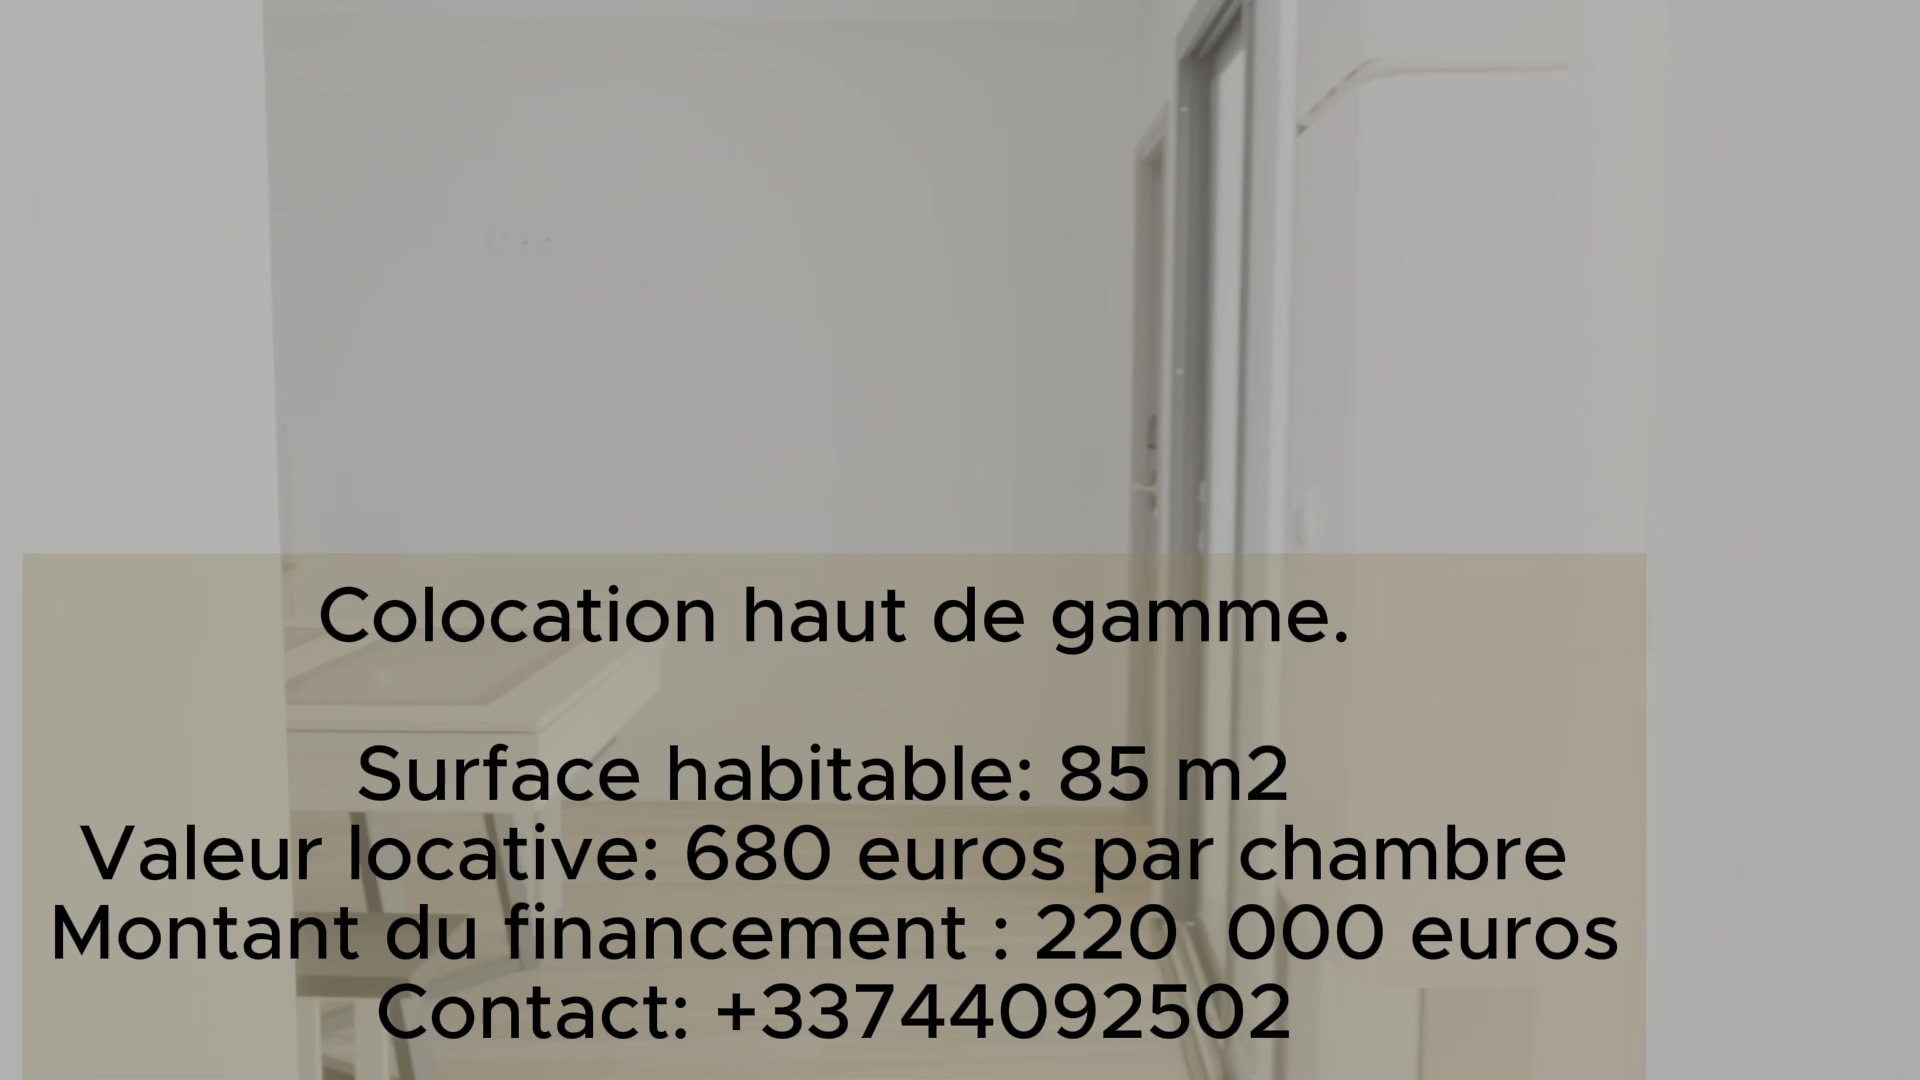 Colocation haut de gamme.
Surface habitable: 85 m2
Valeur locative: 680 euros par chambre
Montant du financement : 220  000 euros
Contact: +33744092502